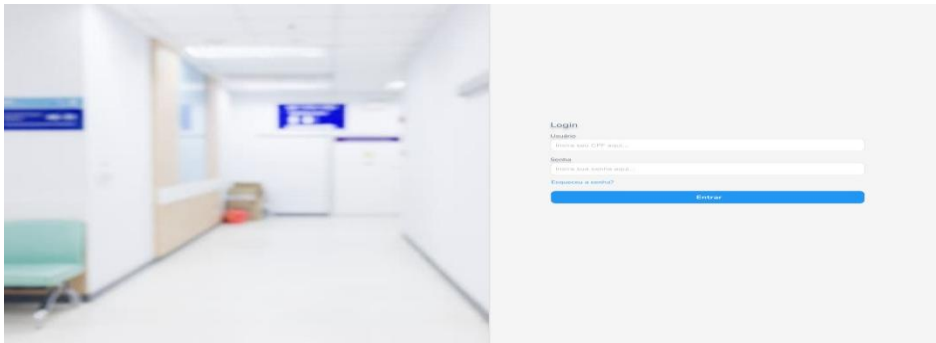 Login
Usuário
Insira seu CPF aqui...
Senha
Insira sua senha aqui...
Esqueceu a senha?
Entrar